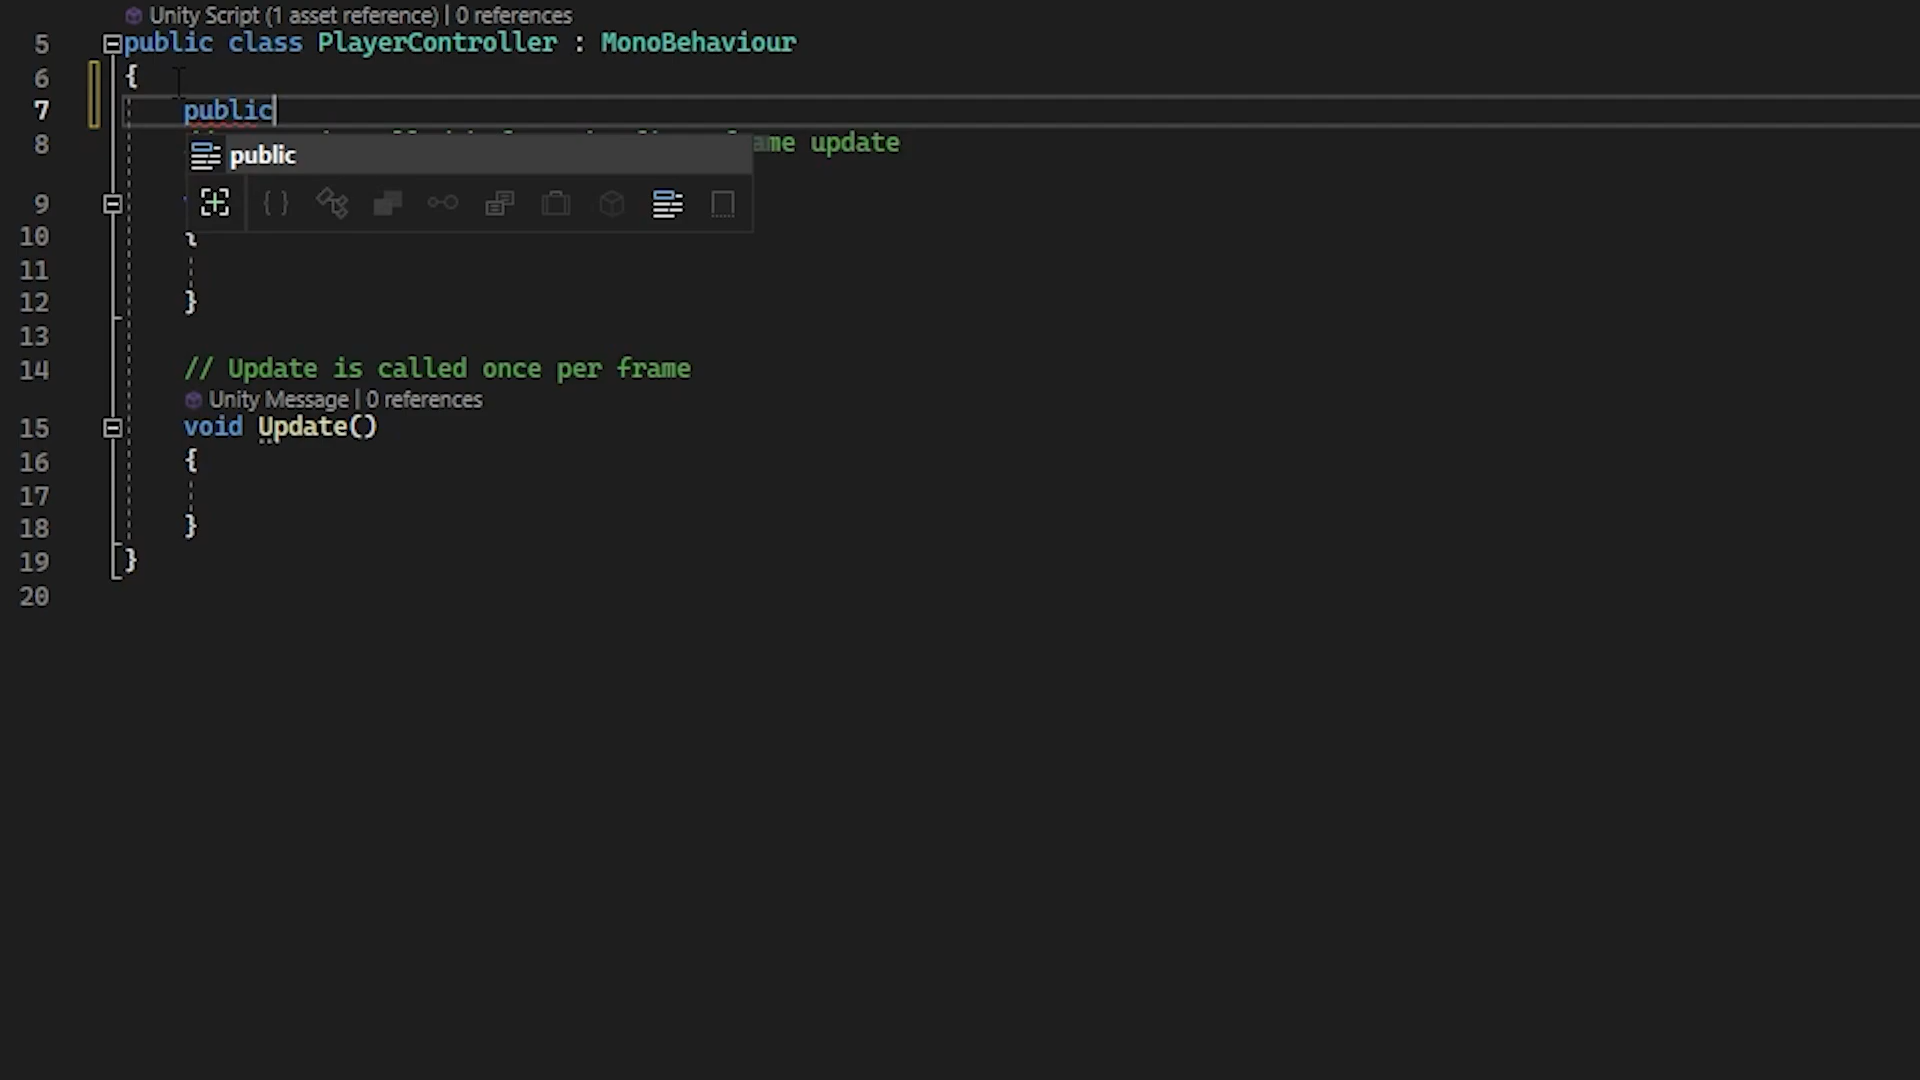 Unity Script (1 asset reference) | 0 references
5 public class PlayerController : MonoBehaviour
6 {
7 public
8 me update
public
9
10
11
12 }
13
14 // Update is called once per frame
Unity Message | 0 references
15 void Update()
16 {
17
18 }
19 }
20